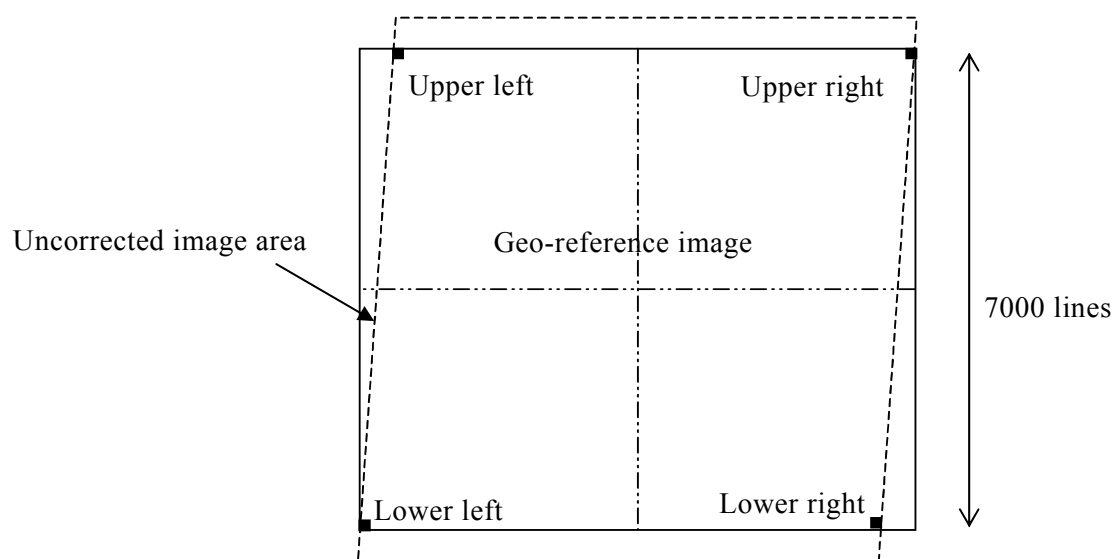 Upper left
Upper right
Uncorrected image area
Geo-reference image
7000 lines
Lower left
Lower right